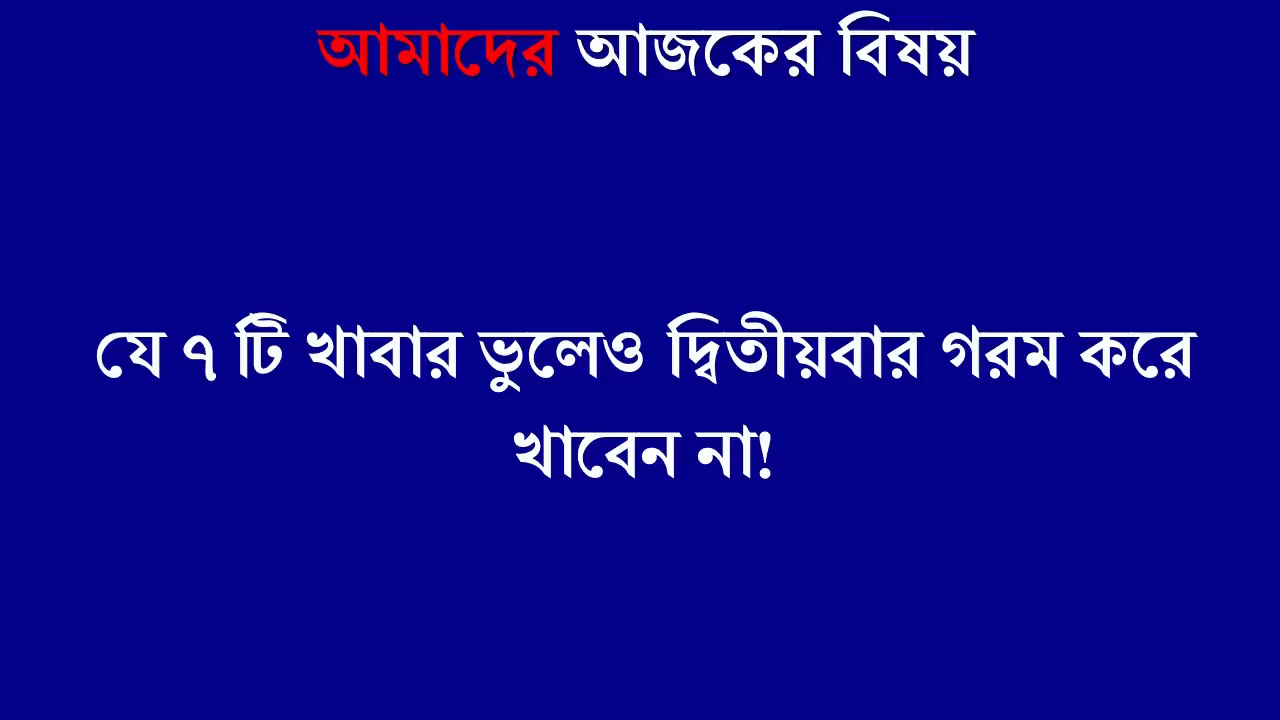 আমাদের আজকের বিষয়
যে ৭ টি খাবার ভুলেও দ্বিতীয়বার গরম করে
খাবেন না!